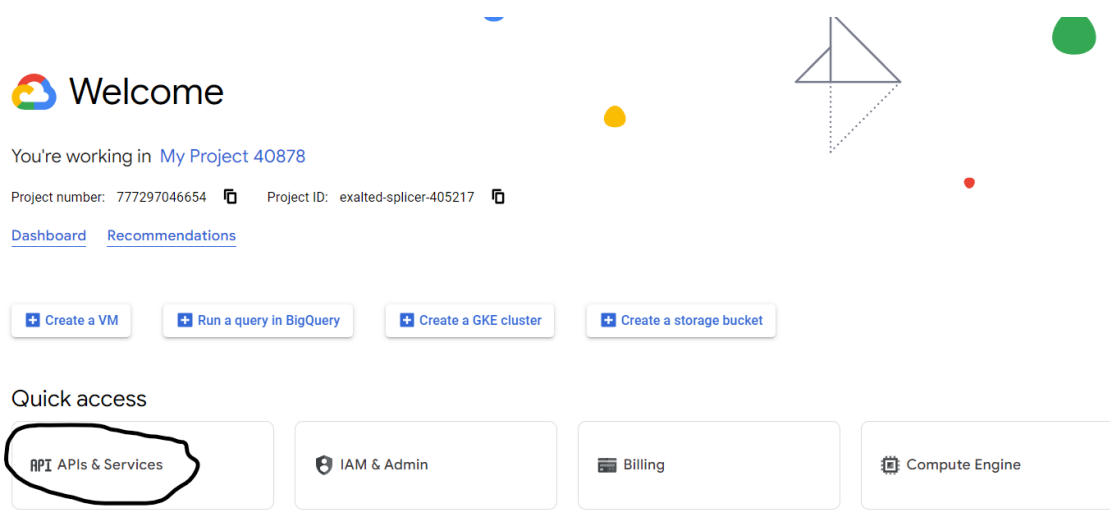 Welcome
You're working in My Project 40878
Project number: 777297046654 Project ID: exalted-splicer-405217
Dashboard Recommendations
Create a VM Run a query in BigQuery Create a GKE cluster Create a storage bucket
Quick access
API APIs & Services IAM & Admin Billing Compute Engine